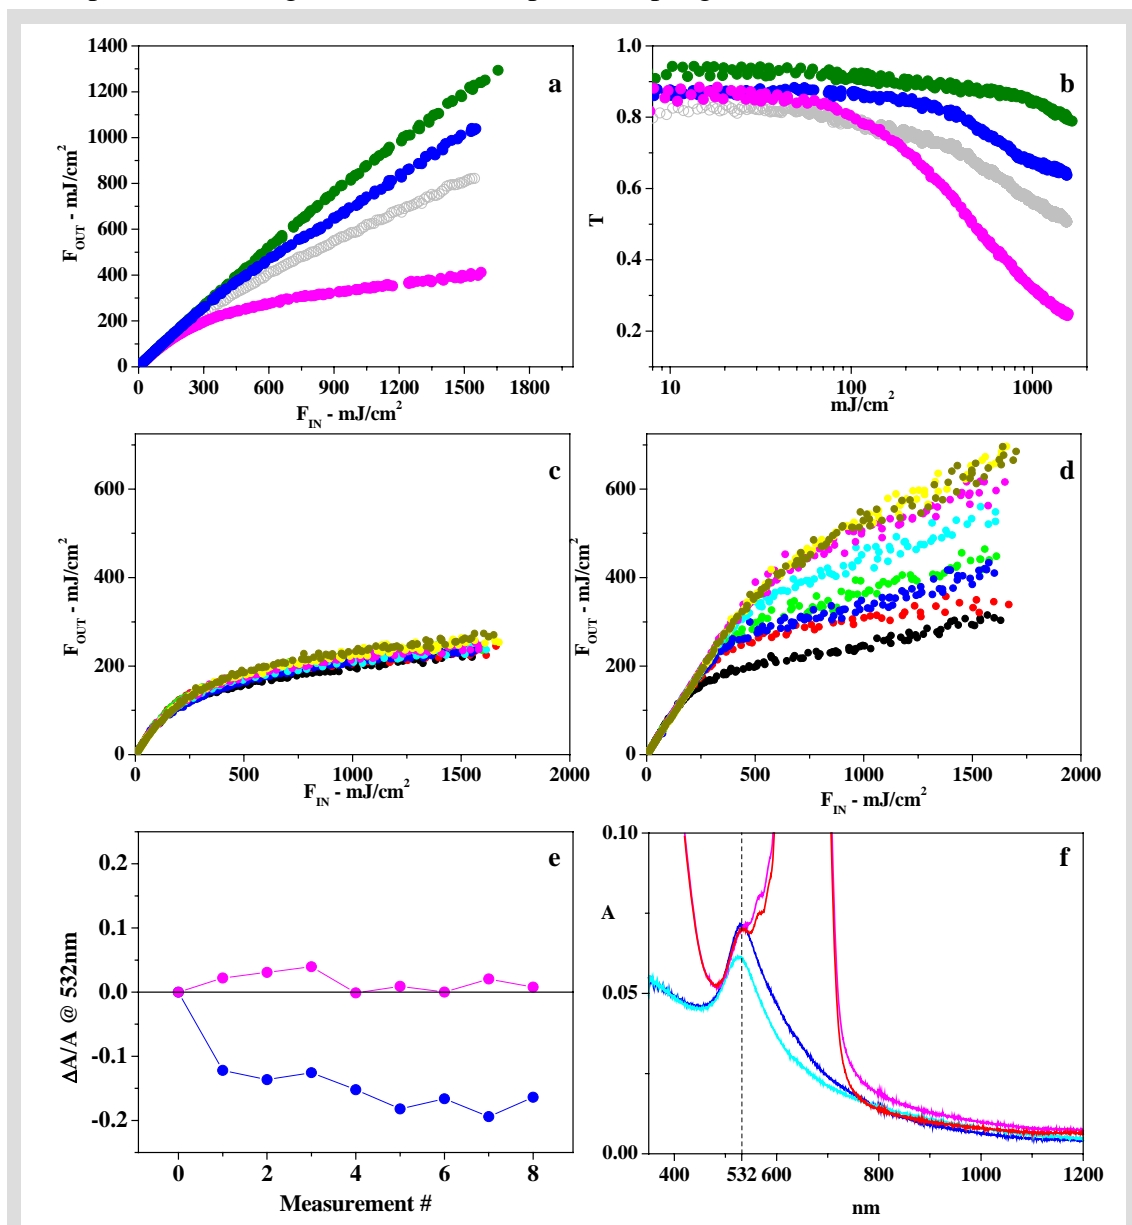 1400
1200
1000
800
600
400
200
0
F_OUT - mJ/cm²
0 300 600 900 1200 1500 1800
F_IN - mJ/cm²
a
1.0
0.8
0.6
0.4
0.2
T
10 100 1000
mJ/cm²
b
600
400
200
0
F_OUT - mJ/cm²
0 500 1000 1500 2000
F_IN - mJ/cm²
c
600
400
200
0
F_OUT - mJ/cm²
0 500 1000 1500 2000
F_IN - mJ/cm²
d
0.2
0.1
0.0
-0.1
-0.2
ΔA/A @ 532nm
0 2 4 6 8
Measurement #
e
0.10
0.05
0.00
A
400 532 600 800 1000 1200
nm
f